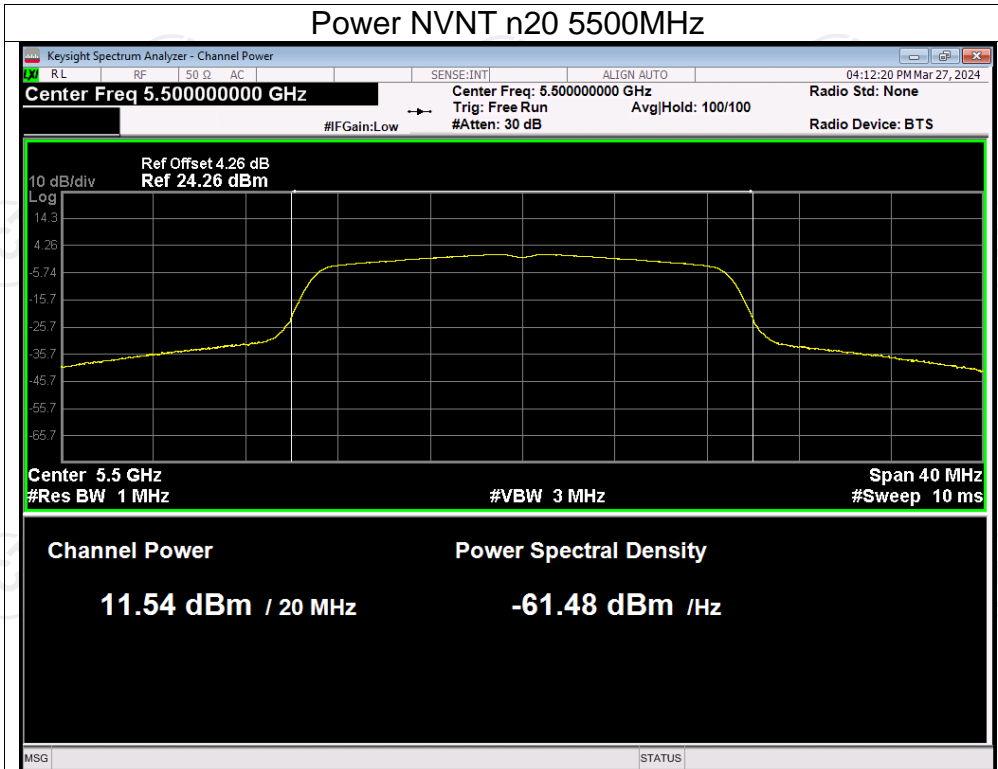 Power NVNT n20 5500MHz
Keysight Spectrum Analyzer - Channel Power
LXI RL RF 50 Ω AC SENSE:INT ALIGN AUTO 04:12:20 PM Mar 27, 2024
Center Freq 5.500000000 GHz Center Freq: 5.500000000 GHz Radio Std: None
Trig: Free Run Avg|Hold: 100/100
#IFGain:Low #Atten: 30 dB Radio Device: BTS
Ref Offset 4.26 dB
10 dB/div Ref 24.26 dBm
Log
14.3
4.26
-5.74
-15.7
-25.7
-35.7
-45.7
-55.7
-65.7
Center 5.5 GHz Span 40 MHz
#Res BW 1 MHz #VBW 3 MHz #Sweep 10 ms
Channel Power Power Spectral Density
11.54 dBm / 20 MHz -61.48 dBm /Hz
MSG STATUS